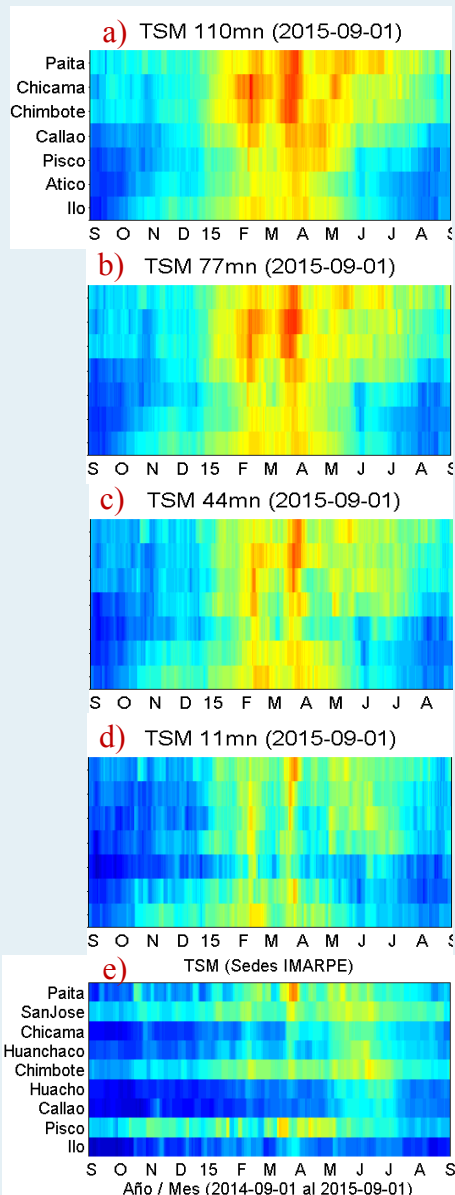 a) TSM 110mn (2015-09-01)
Paita
Chicama
Chimbote
Callao
Pisco
Atico
Ilo
S O N D 15 F M A M J J A S
b) TSM 77mn (2015-09-01)
S O N D 15 F M A M J J A S
c) TSM 44mn (2015-09-01)
S O N D 15 F M A M J J A
d) TSM 11mn (2015-09-01)
S O N D 15 F M A M J J A S
e) TSM (Sedes IMARPE)
Paita
SanJose
Chicama
Huanchaco
Chimbote
Huacho
Callao
Pisco
Ilo
S O N D 15 F M A M J J A S
Año / Mes (2014-09-01 al 2015-09-01)